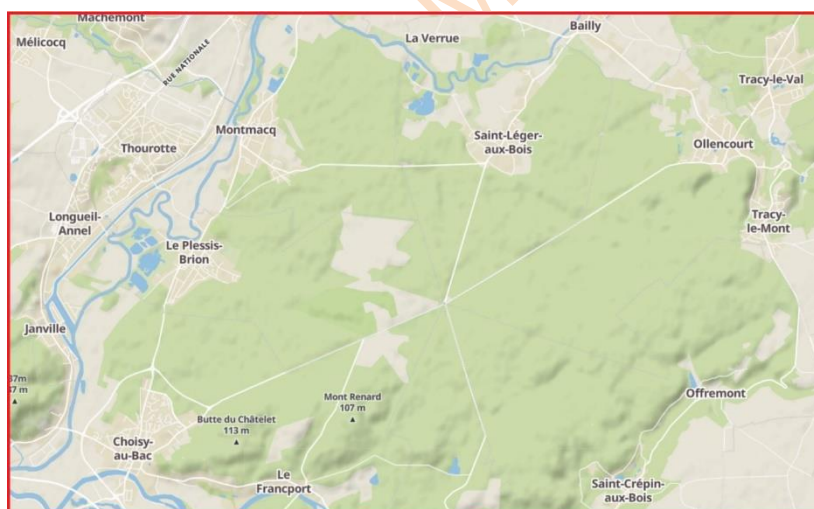 Machemont
Mélicocq
RUE NATIONALE
La Verrue
Bailly
Tracy-le-Val
Montmacq
Thourotte
Saint-Léger-
aux-Bois
Ollencourt
Longueil-
Annel
Tracy-
le-Mont
Le Plessis-
Brion
Janville
37m
37 m
Offremont
Mont Renard
107 m
Butte du Châtelet
113 m
Choisy-
au-Bac
Le
Francport
Saint-Crépin-
aux-Bois